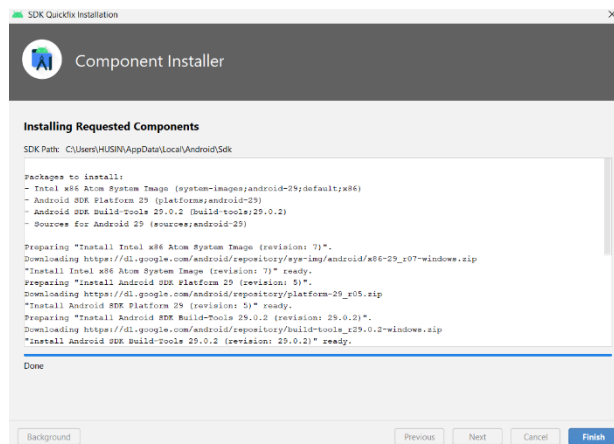 SDK Quickfix Installation
Component Installer
Installing Requested Components
SDK Path: C:\Users\HUSIN\AppData\Local\Android\Sdk
Packages to install:
- Intel x86 Atom System Image (system-images;android-29;default;x86)
- Android SDK Platform 29 (platforms;android-29)
- Android SDK Build-Tools 29.0.2 (build-tools;29.0.2)
- Sources for Android 29 (sources;android-29)
Preparing "Install Intel x86 Atom System Image (revision: 7)".
Downloading https://dl.google.com/android/repository/sys-img/android/x86-29_r07-windows.zip
"Install Intel x86 Atom System Image (revision: 7)" ready.
Preparing "Install Android SDK Platform 29 (revision: 5)".
Downloading https://dl.google.com/android/repository/platform-29_r05.zip
"Install Android SDK Platform 29 (revision: 5)" ready.
Preparing "Install Android SDK Build-Tools 29.0.2 (revision: 29.0.2)".
Downloading https://dl.google.com/android/repository/build-tools_r29.0.2-windows.zip
"Install Android SDK Build-Tools 29.0.2 (revision: 29.0.2)" ready.
Done
Background Previous Next Cancel Finish